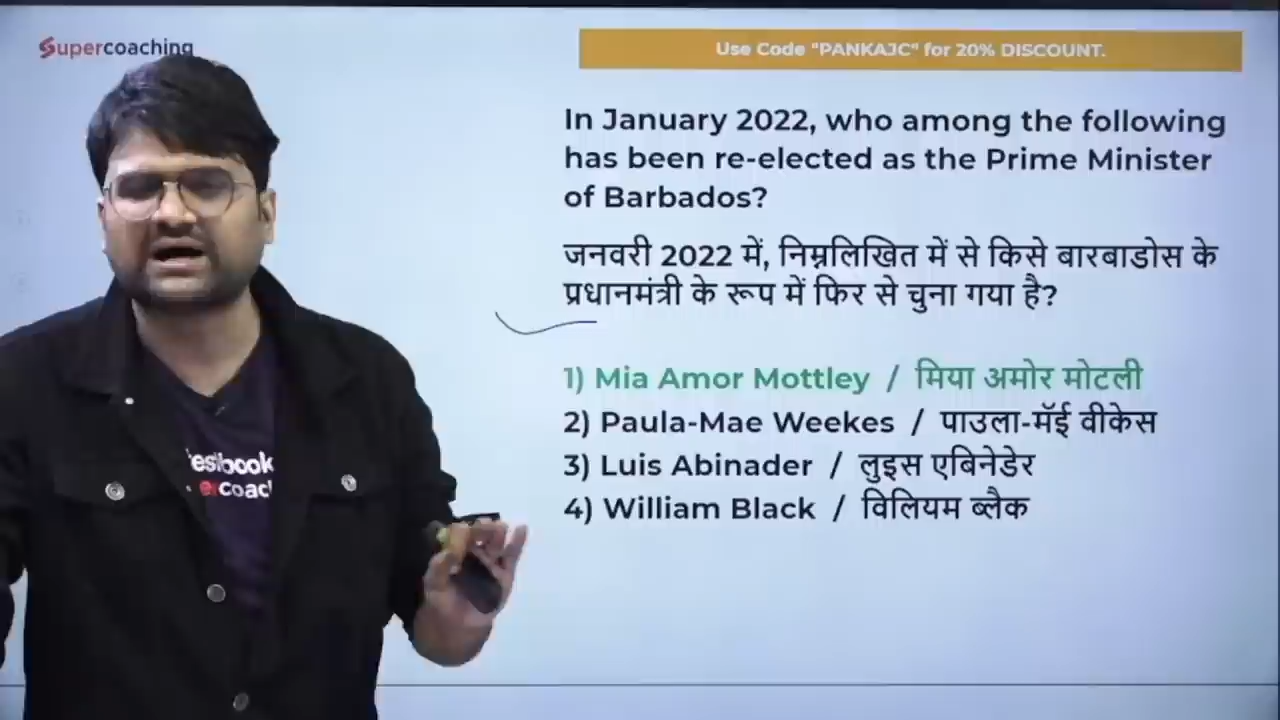 Supercoaching
Use Code "PANKAJC" for 20% DISCOUNT.
In January 2022, who among the following
has been re-elected as the Prime Minister
of Barbados?
जनवरी 2022 में, निम्नलिखित में से किसे बारबाडोस के
प्रधानमंत्री के रूप में फिर से चुना गया है?
1) Mia Amor Mottley / मिया अमोर मोटली
2) Paula-Mae Weekes / पाउला-मॅई वीकेस
3) Luis Abinader / लुइस एबिनेडेर
4) William Black / विलियम ब्लैक